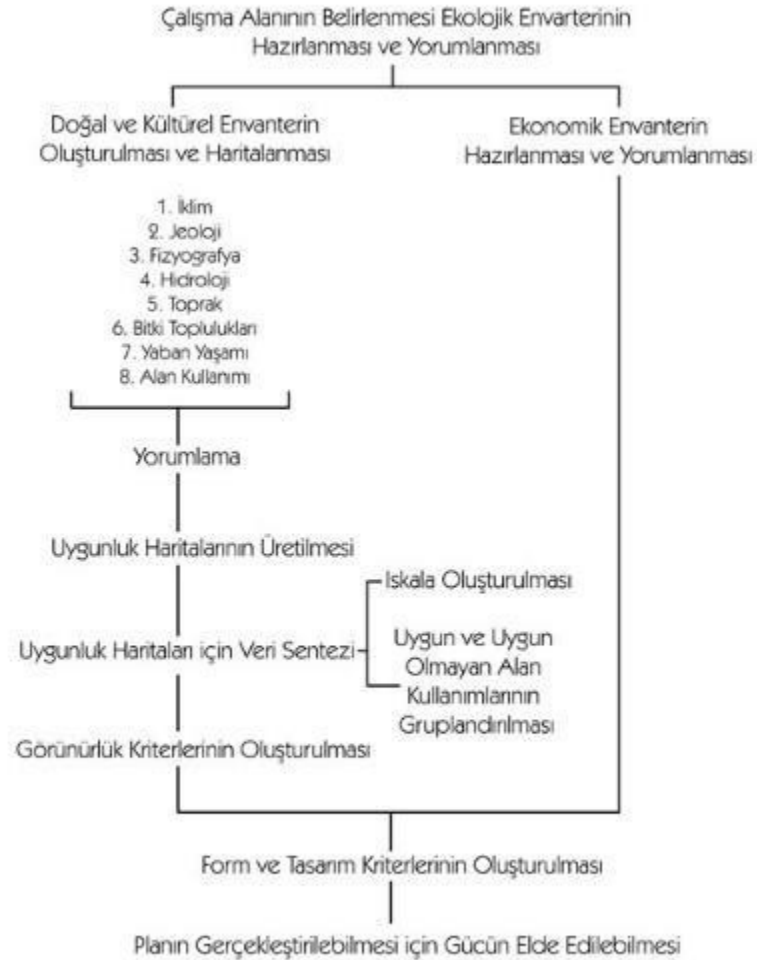 Çalışma Alanının Belirlenmesi Ekolojik Envarterinin
Hazırlanması ve Yorumlanması
Doğal ve Kültürel Envanterin
Oluşturulması ve Haritalanması
Ekonomik Envanterin
Hazırlanması ve Yorumlanması
1. İklim
2. Jeoloji
3. Fizyografya
4. Hidroloji
5. Toprak
6. Bitki Toplulukları
7. Yaban Yaşamı
8. Alan Kullanımı
Yorumlama
Uygunluk Haritalarının Üretilmesi
Uygunluk Haritaları için Veri Sentezi
Iskala Oluşturulması
Uygun ve Uygun
Olmayan Alan
Kullanımlarının
Gruplandırılması
Görünürlük Kriterlerinin Oluşturulması
Form ve Tasarım Kriterlerinin Oluşturulması
Planın Gerçekleştirilebilmesi için Gücün Elde Edilebilmesi